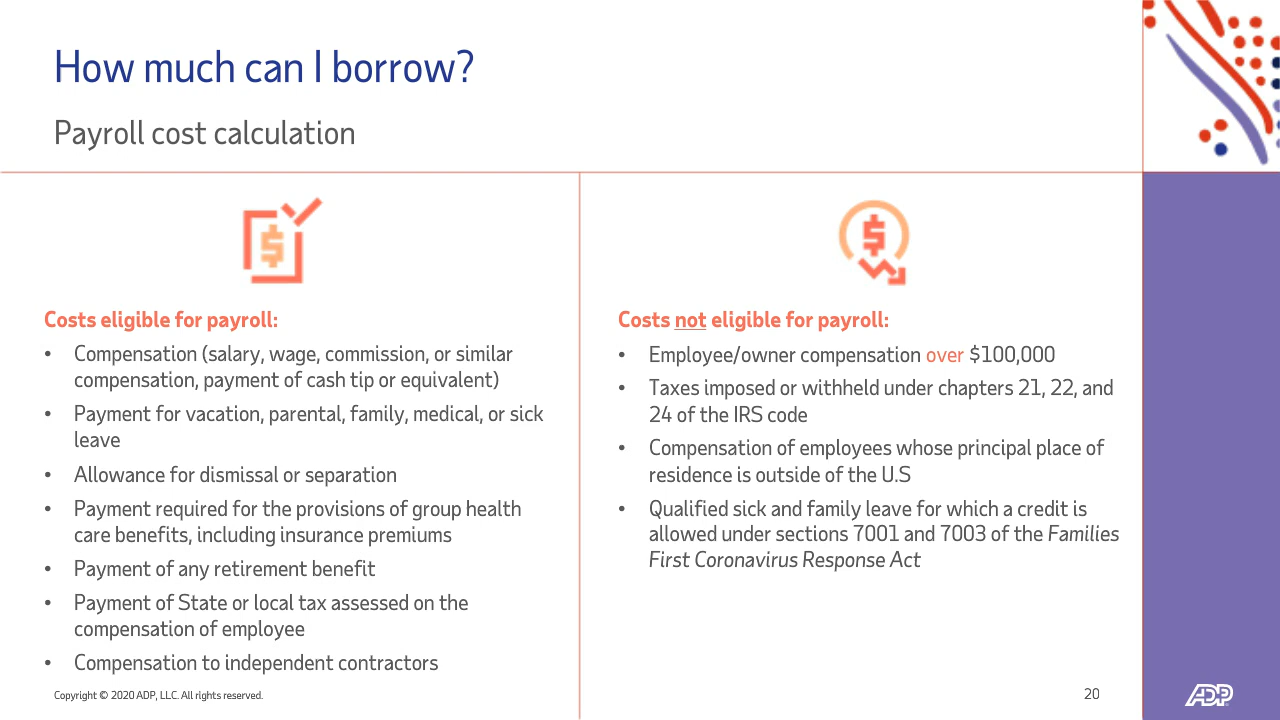 How much can I borrow?
Payroll cost calculation
Costs eligible for payroll:
• Compensation (salary, wage, commission, or similar
compensation, payment of cash tip or equivalent)
• Payment for vacation, parental, family, medical, or sick
leave
• Allowance for dismissal or separation
• Payment required for the provisions of group health
care benefits, including insurance premiums
• Payment of any retirement benefit
• Payment of State or local tax assessed on the
compensation of employee
• Compensation to independent contractors
Costs not eligible for payroll:
• Employee/owner compensation over $100,000
• Taxes imposed or withheld under chapters 21, 22, and
24 of the IRS code
• Compensation of employees whose principal place of
residence is outside of the U.S
• Qualified sick and family leave for which a credit is
allowed under sections 7001 and 7003 of the Families
First Coronavirus Response Act
Copyright © 2020 ADP, LLC. All rights reserved.
20
ADP